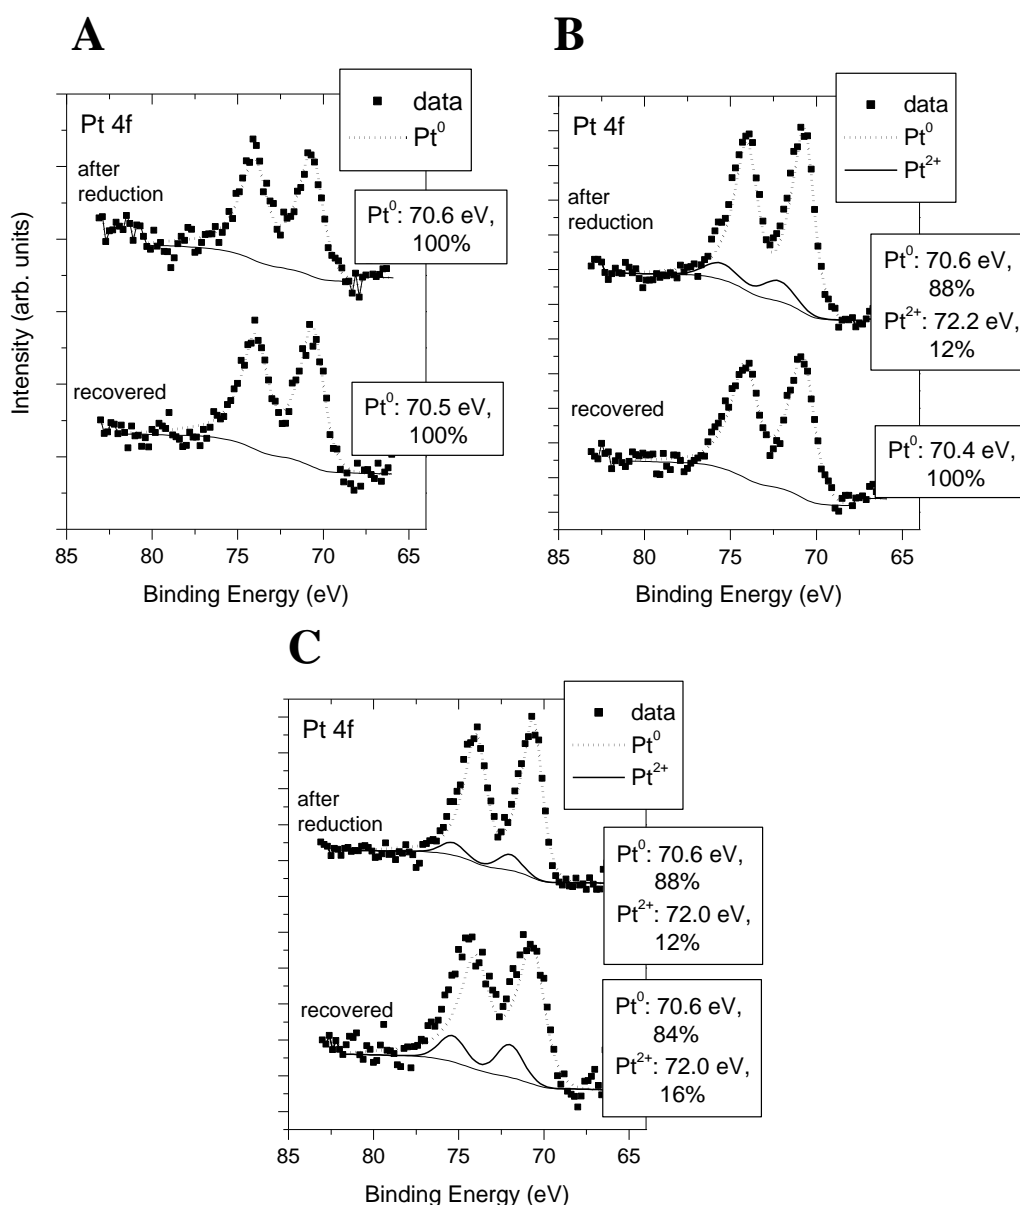 A
Pt 4f
data
Pt⁰
after
reduction
Pt⁰: 70.6 eV,
100%
recovered
Pt⁰: 70.5 eV,
100%
Intensity (arb. units)
85 80 75 70 65
Binding Energy (eV)
B
Pt 4f
data
Pt⁰
Pt²⁺
after
reduction
Pt⁰: 70.6 eV,
88%
Pt²⁺: 72.2 eV,
12%
recovered
Pt⁰: 70.4 eV,
100%
85 80 75 70 65
Binding Energy (eV)
C
Pt 4f
data
Pt⁰
Pt²⁺
after
reduction
Pt⁰: 70.6 eV,
88%
Pt²⁺: 72.0 eV,
12%
recovered
Pt⁰: 70.6 eV,
84%
Pt²⁺: 72.0 eV,
16%
85 80 75 70 65
Binding Energy (eV)